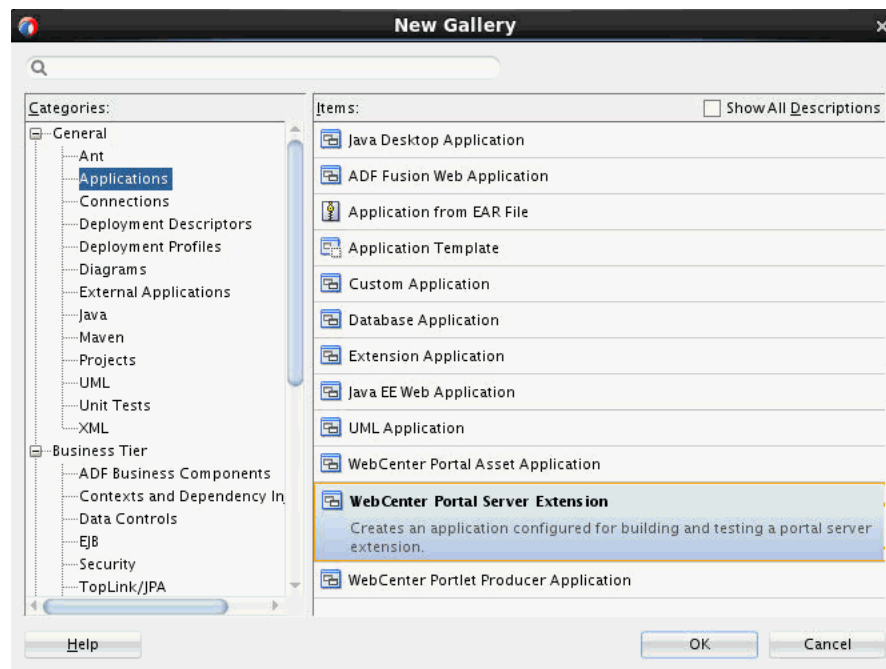 New Gallery
Categories:
General
Ant
Applications
Connections
Deployment Descriptors
Deployment Profiles
Diagrams
External Applications
Java
Maven
Projects
UML
Unit Tests
XML
Business Tier
ADF Business Components
Contexts and Dependency In
Data Controls
EJB
Security
TopLink/JPA
Items:
Show All Descriptions
Java Desktop Application
ADF Fusion Web Application
Application from EAR File
Application Template
Custom Application
Database Application
Extension Application
Java EE Web Application
UML Application
WebCenter Portal Asset Application
WebCenter Portal Server Extension
Creates an application configured for building and testing a portal server
extension.
WebCenter Portlet Producer Application
Help
OK
Cancel